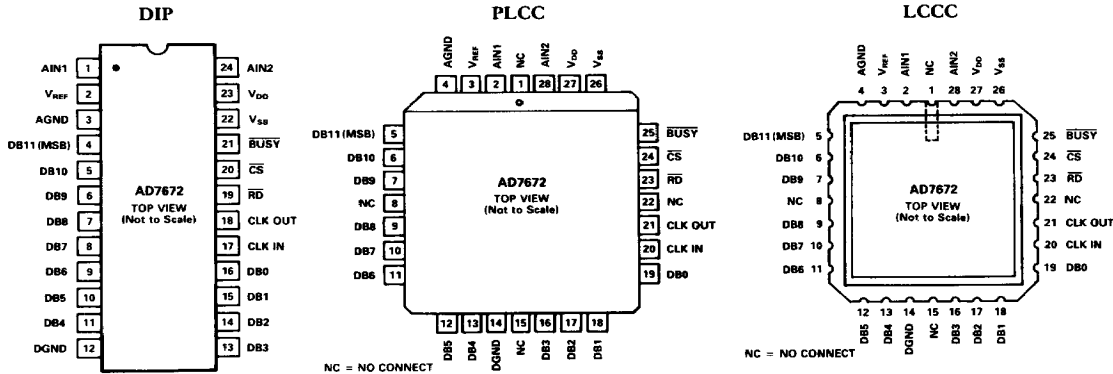 DIP
AIN1 1
VREF 2
AGND 3
DB11 (MSB) 4
DB10 5
DB9 6
DB8 7
DB7 8
DB6 9
DB5 10
DB4 11
DGND 12
24 AIN2
23 VDD
22 VSS
21 BUSY
20 CS
19 RD
18 CLK OUT
17 CLK IN
16 DB0
15 DB1
14 DB2
13 DB3
AD7672
TOP VIEW
(Not to Scale)
PLCC
AGND VREF AIN1 NC AIN2 VDD VSS
4 3 2 1 28 27 26
DB11 (MSB) 5
DB10 6
DB9 7
NC 8
DB8 9
DB7 10
DB6 11
25 BUSY
24 CS
23 RD
22 NC
21 CLK OUT
20 CLK IN
19 DB0
AD7672
TOP VIEW
(Not to Scale)
12 13 14 15 16 17 18
DB5 DB4 DGND NC DB3 DB2 DB1
NC = NO CONNECT
LCCC
AGND VREF AIN1 NC AIN2 VDD VSS
4 3 2 1 28 27 26
DB11 (MSB) 5
DB10 6
DB9 7
NC 8
DB8 9
DB7 10
DB6 11
25 BUSY
24 CS
23 RD
22 NC
21 CLK OUT
20 CLK IN
19 DB0
AD7672
TOP VIEW
(Not to Scale)
12 13 14 15 16 17 18
DB5 DB4 DGND NC DB3 DB2 DB1
NC = NO CONNECT